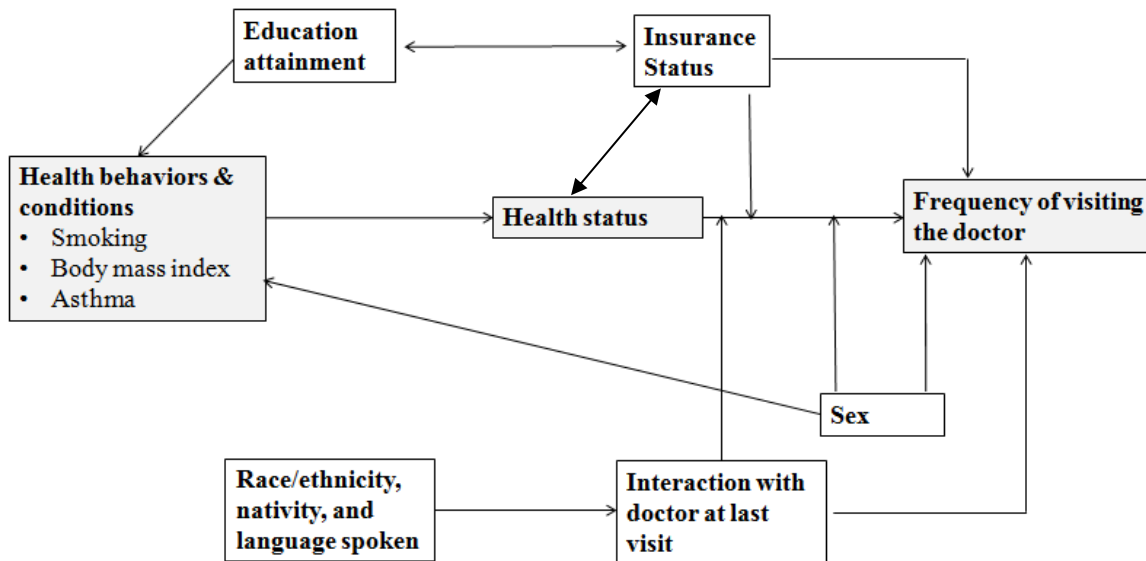 Education
attainment
Insurance
Status
Health behaviors &
conditions
• Smoking
• Body mass index
• Asthma
Health status
Frequency of visiting
the doctor
Sex
Race/ethnicity,
nativity, and
language spoken
Interaction with
doctor at last
visit